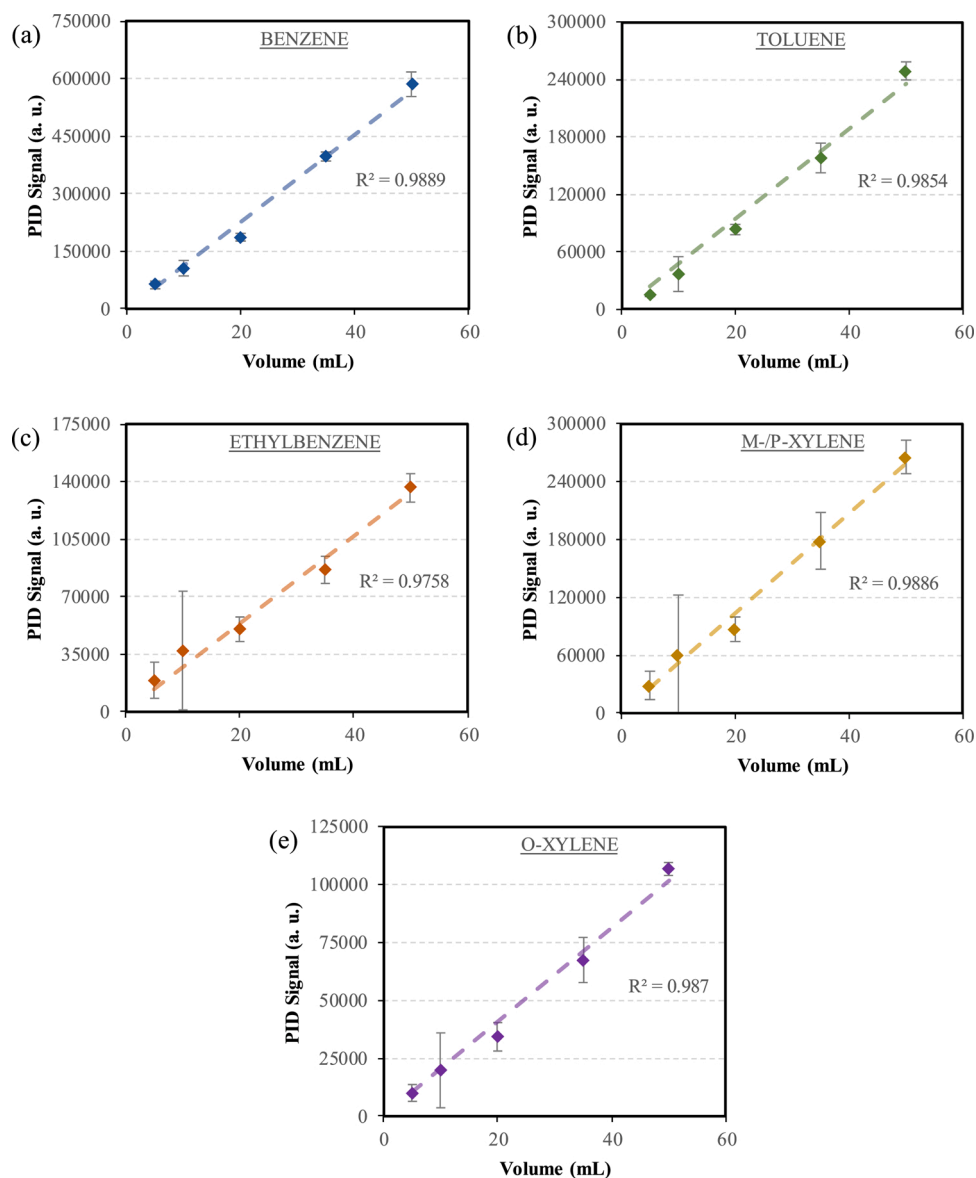 (a)
BENZENE
PID Signal (a. u.)
750000
600000
450000
300000
150000
0
R² = 0.9889
0 20 40 60
Volume (mL)
(b)
TOLUENE
PID Signal (a. u.)
300000
240000
180000
120000
60000
0
R² = 0.9854
0 20 40 60
Volume (mL)
(c)
ETHYLBENZENE
PID Signal (a. u.)
175000
140000
105000
70000
35000
0
R² = 0.9758
0 20 40 60
Volume (mL)
(d)
M-/P-XYLENE
PID Signal (a. u.)
300000
240000
180000
120000
60000
0
R² = 0.9886
0 20 40 60
Volume (mL)
(e)
O-XYLENE
PID Signal (a. u.)
125000
100000
75000
50000
25000
0
R² = 0.987
0 20 40 60
Volume (mL)